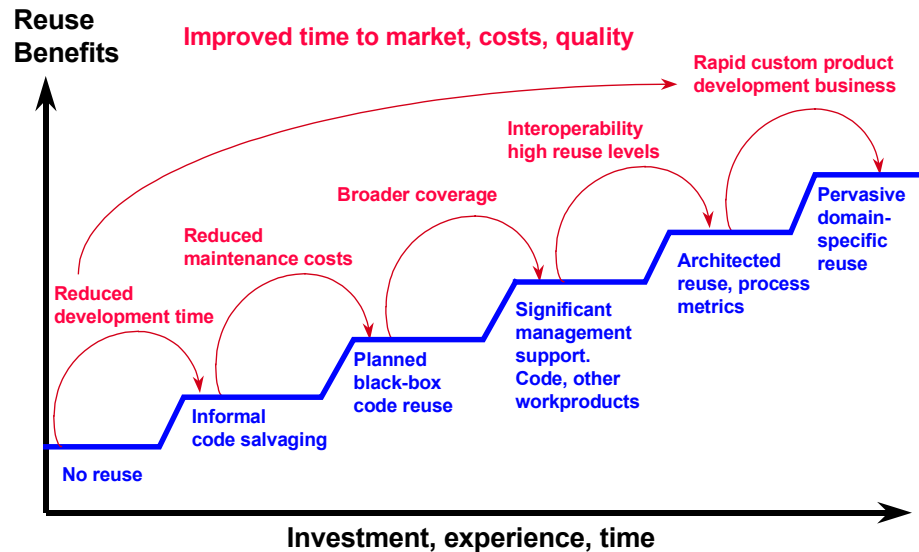 Reuse
Benefits
Improved time to market, costs, quality
Rapid custom product
development business
Interoperability
high reuse levels
Broader coverage
Reduced
maintenance costs
Reduced
development time
No reuse
Informal
code salvaging
Planned
black-box
code reuse
Significant
management
support.
Code, other
workproducts
Architected
reuse, process
metrics
Pervasive
domain-
specific
reuse
Investment, experience, time